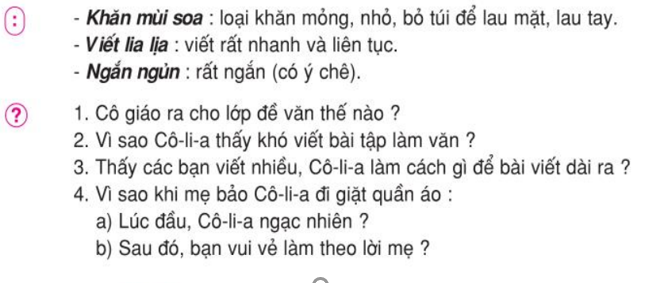 : - Khăn mùi soa : loại khăn mỏng, nhỏ, bỏ túi để lau mặt, lau tay.
- Viết lia lịa : viết rất nhanh và liên tục.
- Ngắn ngủn : rất ngắn (có ý chê).
? 1. Cô giáo ra cho lớp đề văn thế nào ?
2. Vì sao Cô-li-a thấy khó viết bài tập làm văn ?
3. Thấy các bạn viết nhiều, Cô-li-a làm cách gì để bài viết dài ra ?
4. Vì sao khi mẹ bảo Cô-li-a đi giặt quần áo :
a) Lúc đầu, Cô-li-a ngạc nhiên ?
b) Sau đó, bạn vui vẻ làm theo lời mẹ ?